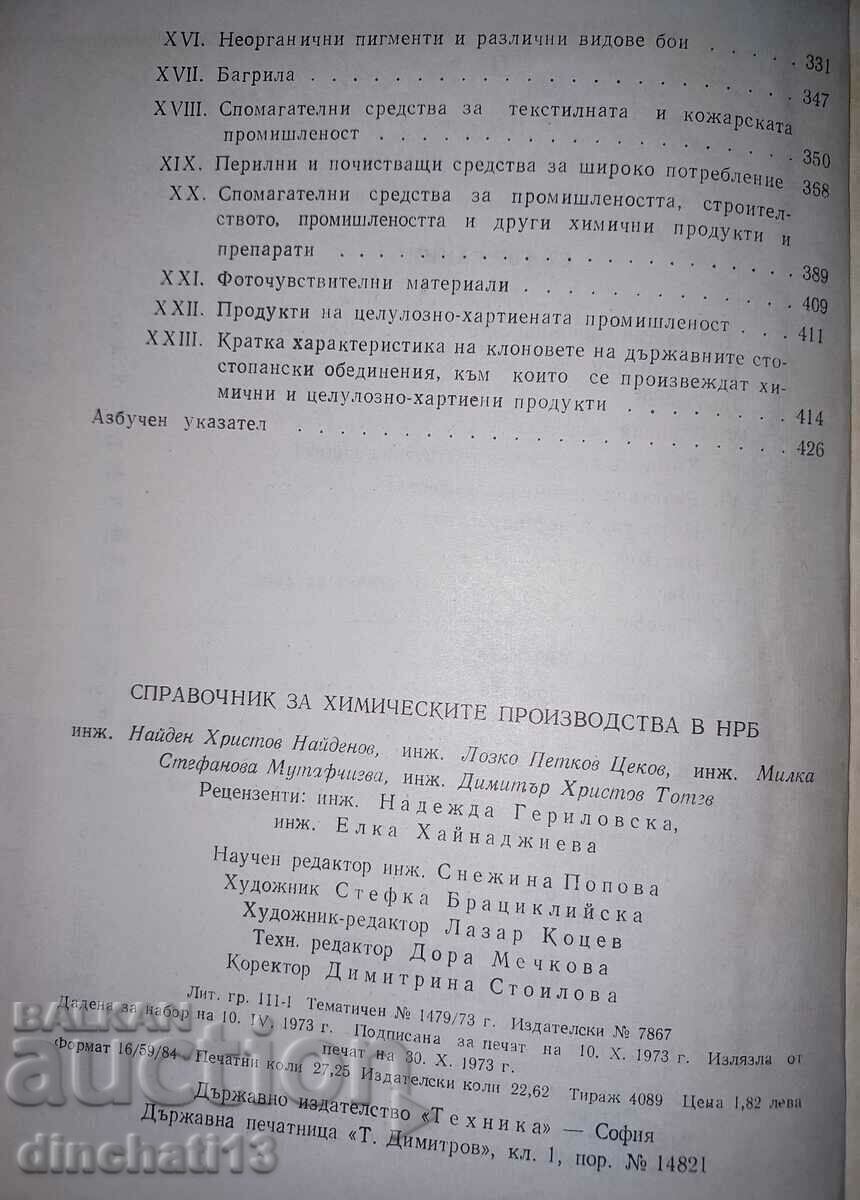 XVI. Неорганични пигменти и различни видове бои . . . . 331
XVII. Багрила . . . . . . . . . . . . . . . . . . . . 347
XVIII. Спомагателни средства за текстилната и кожарската
промишленост . . . . . . . . . . . . . . . . . 350
XIX. Перилни и почистващи средства за широко потребление 368
XX. Спомагателни средства за промишлеността, строител-
ството, промишлеността и други химични продукти и
препарати . . . . . . . . . . . . . . . . . . . 389
XXI. Фоточувствителни материали . . . . . . . . . . . 409
XXII. Продукти на целулозно-хартиената промишленост . . . 411
XXIII. Кратка характеристика на клоновете на държавните сто-
стопански обединения, към които се произвеждат хи-
мични и целулозно-хартиени продукти . . . . . . . . 414
Азбучен указател . . . . . . . . . . . . . . . . . . . . 426
СПРАВОЧНИК ЗА ХИМИЧЕСКИТЕ ПРОИЗВОДСТВА В НРБ
инж. Найден Христов Найденов, инж. Лозко Петков Цеков, инж. Милка
Стефанова Мутафчиева, инж. Димитър Христов Тотев
Рецензенти: инж. Надежда Гериловска,
инж. Елка Хайнаджиева
Научен редактор инж. Снежина Попова
Художник Стефка Брациклийска
Художник-редактор Лазар Коцев
Техн. редактор Дора Мечкова
Коректор Димитрина Стоилова
Лит. гр. III-1 Тематичен № 1479/73 г. Издателски № 7867
Дадена за набор на 10. IV. 1973 г. Подписана за печат на 10. X. 1973 г. Излязла от
печат на 30. X. 1973 г.
Формат 16/59/84 Печатни коли 27,25 Издателски коли 22,62 Тираж 4089 Цена 1,82 лева
Държавно издателство «Техника» — София
Държавна печатница «Т. Димитров», кл. 1, пор. № 14821
BALKAN
auction
dinchati13